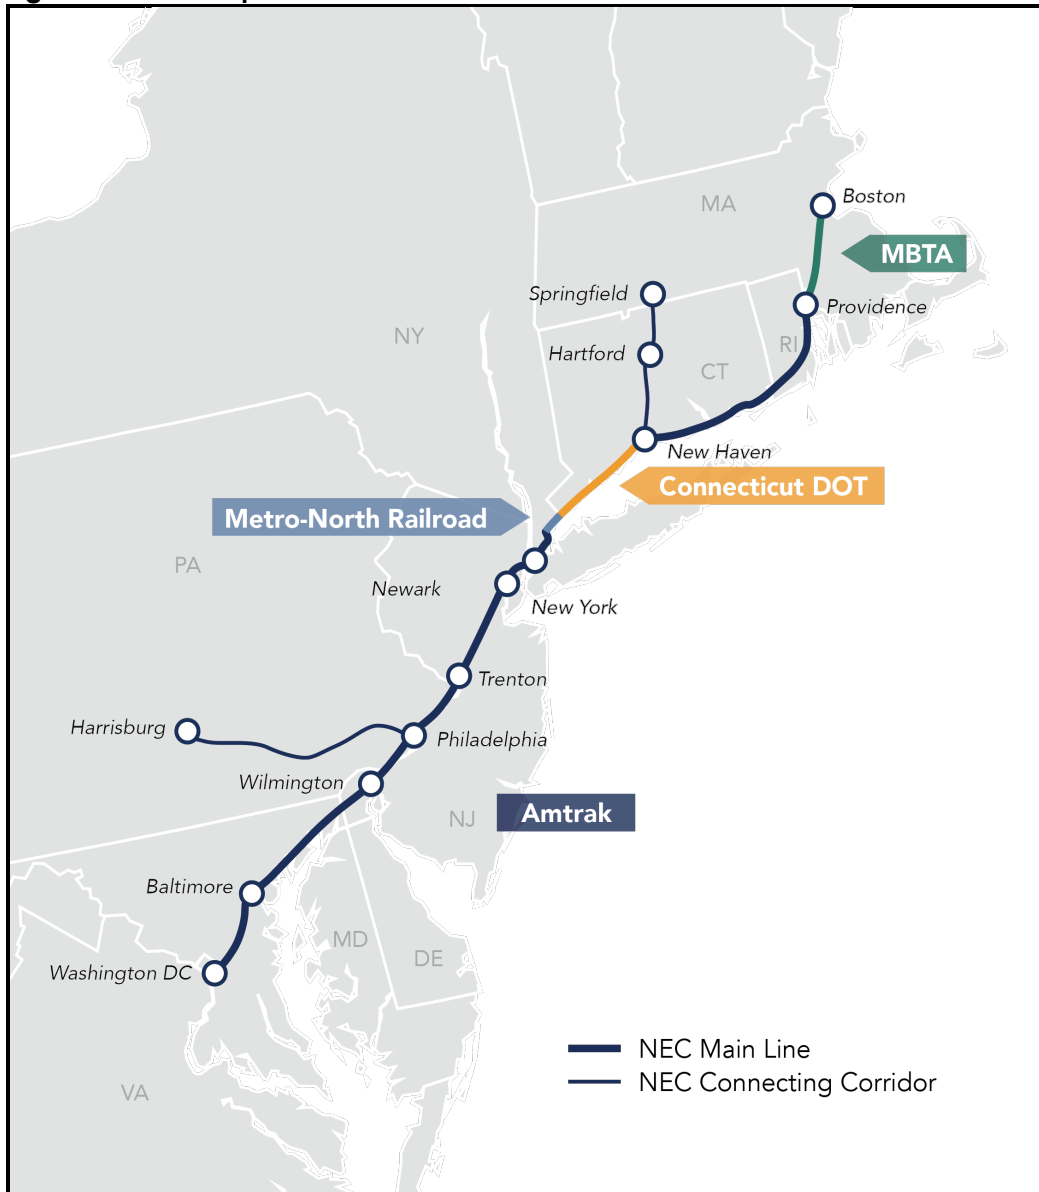 Boston
MA
MBTA
Springfield
Providence
NY
RI
Hartford
CT
New Haven
Connecticut DOT
Metro-North Railroad
PA
Newark
New York
Trenton
Harrisburg
Philadelphia
Wilmington
NJ
Amtrak
Baltimore
MD
DE
Washington DC
NEC Main Line
NEC Connecting Corridor
VA